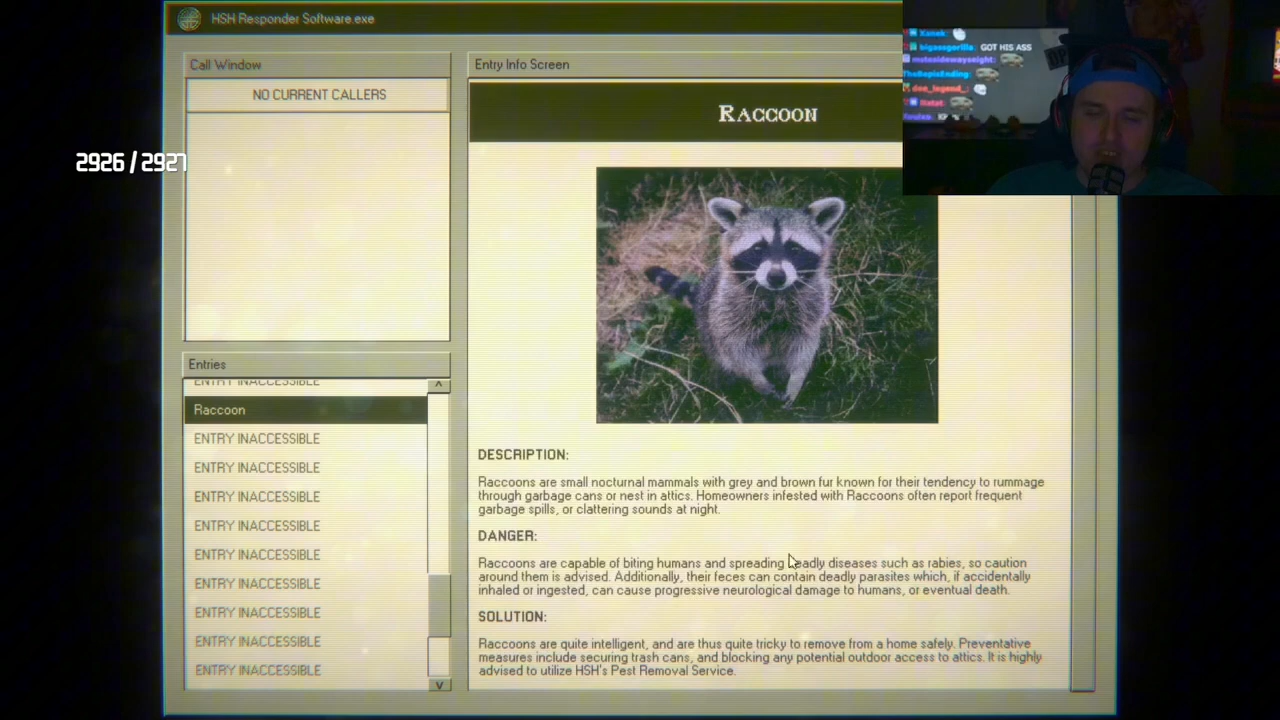 HSH Responder Software.exe
Call Window
NO CURRENT CALLERS
2926 / 2927
Entries
ENTRY INACCESSIBLE
Raccoon
ENTRY INACCESSIBLE
ENTRY INACCESSIBLE
ENTRY INACCESSIBLE
ENTRY INACCESSIBLE
ENTRY INACCESSIBLE
ENTRY INACCESSIBLE
ENTRY INACCESSIBLE
ENTRY INACCESSIBLE
ENTRY INACCESSIBLE
Entry Info Screen
RACCOON
DESCRIPTION:
Raccoons are small nocturnal mammals with grey and brown fur known for their tendency to rummage
through garbage cans or nest in attics. Homeowners infested with Raccoons often report frequent
garbage spills, or clattering sounds at night.
DANGER:
Raccoons are capable of biting humans and spreading deadly diseases such as rabies, so caution
around them is advised. Additionally, their feces can contain deadly parasites which, if accidentally
inhaled or ingested, can cause progressive neurological damage to humans, or eventual death.
SOLUTION:
Raccoons are quite intelligent, and are thus quite tricky to remove from a home safely. Preventative
measures include securing trash cans, and blocking any potential outdoor access to attics. It is highly
advised to utilize HSH's Pest Removal Service.
Xanek:
bigassgorilla: GOT HIS ASS